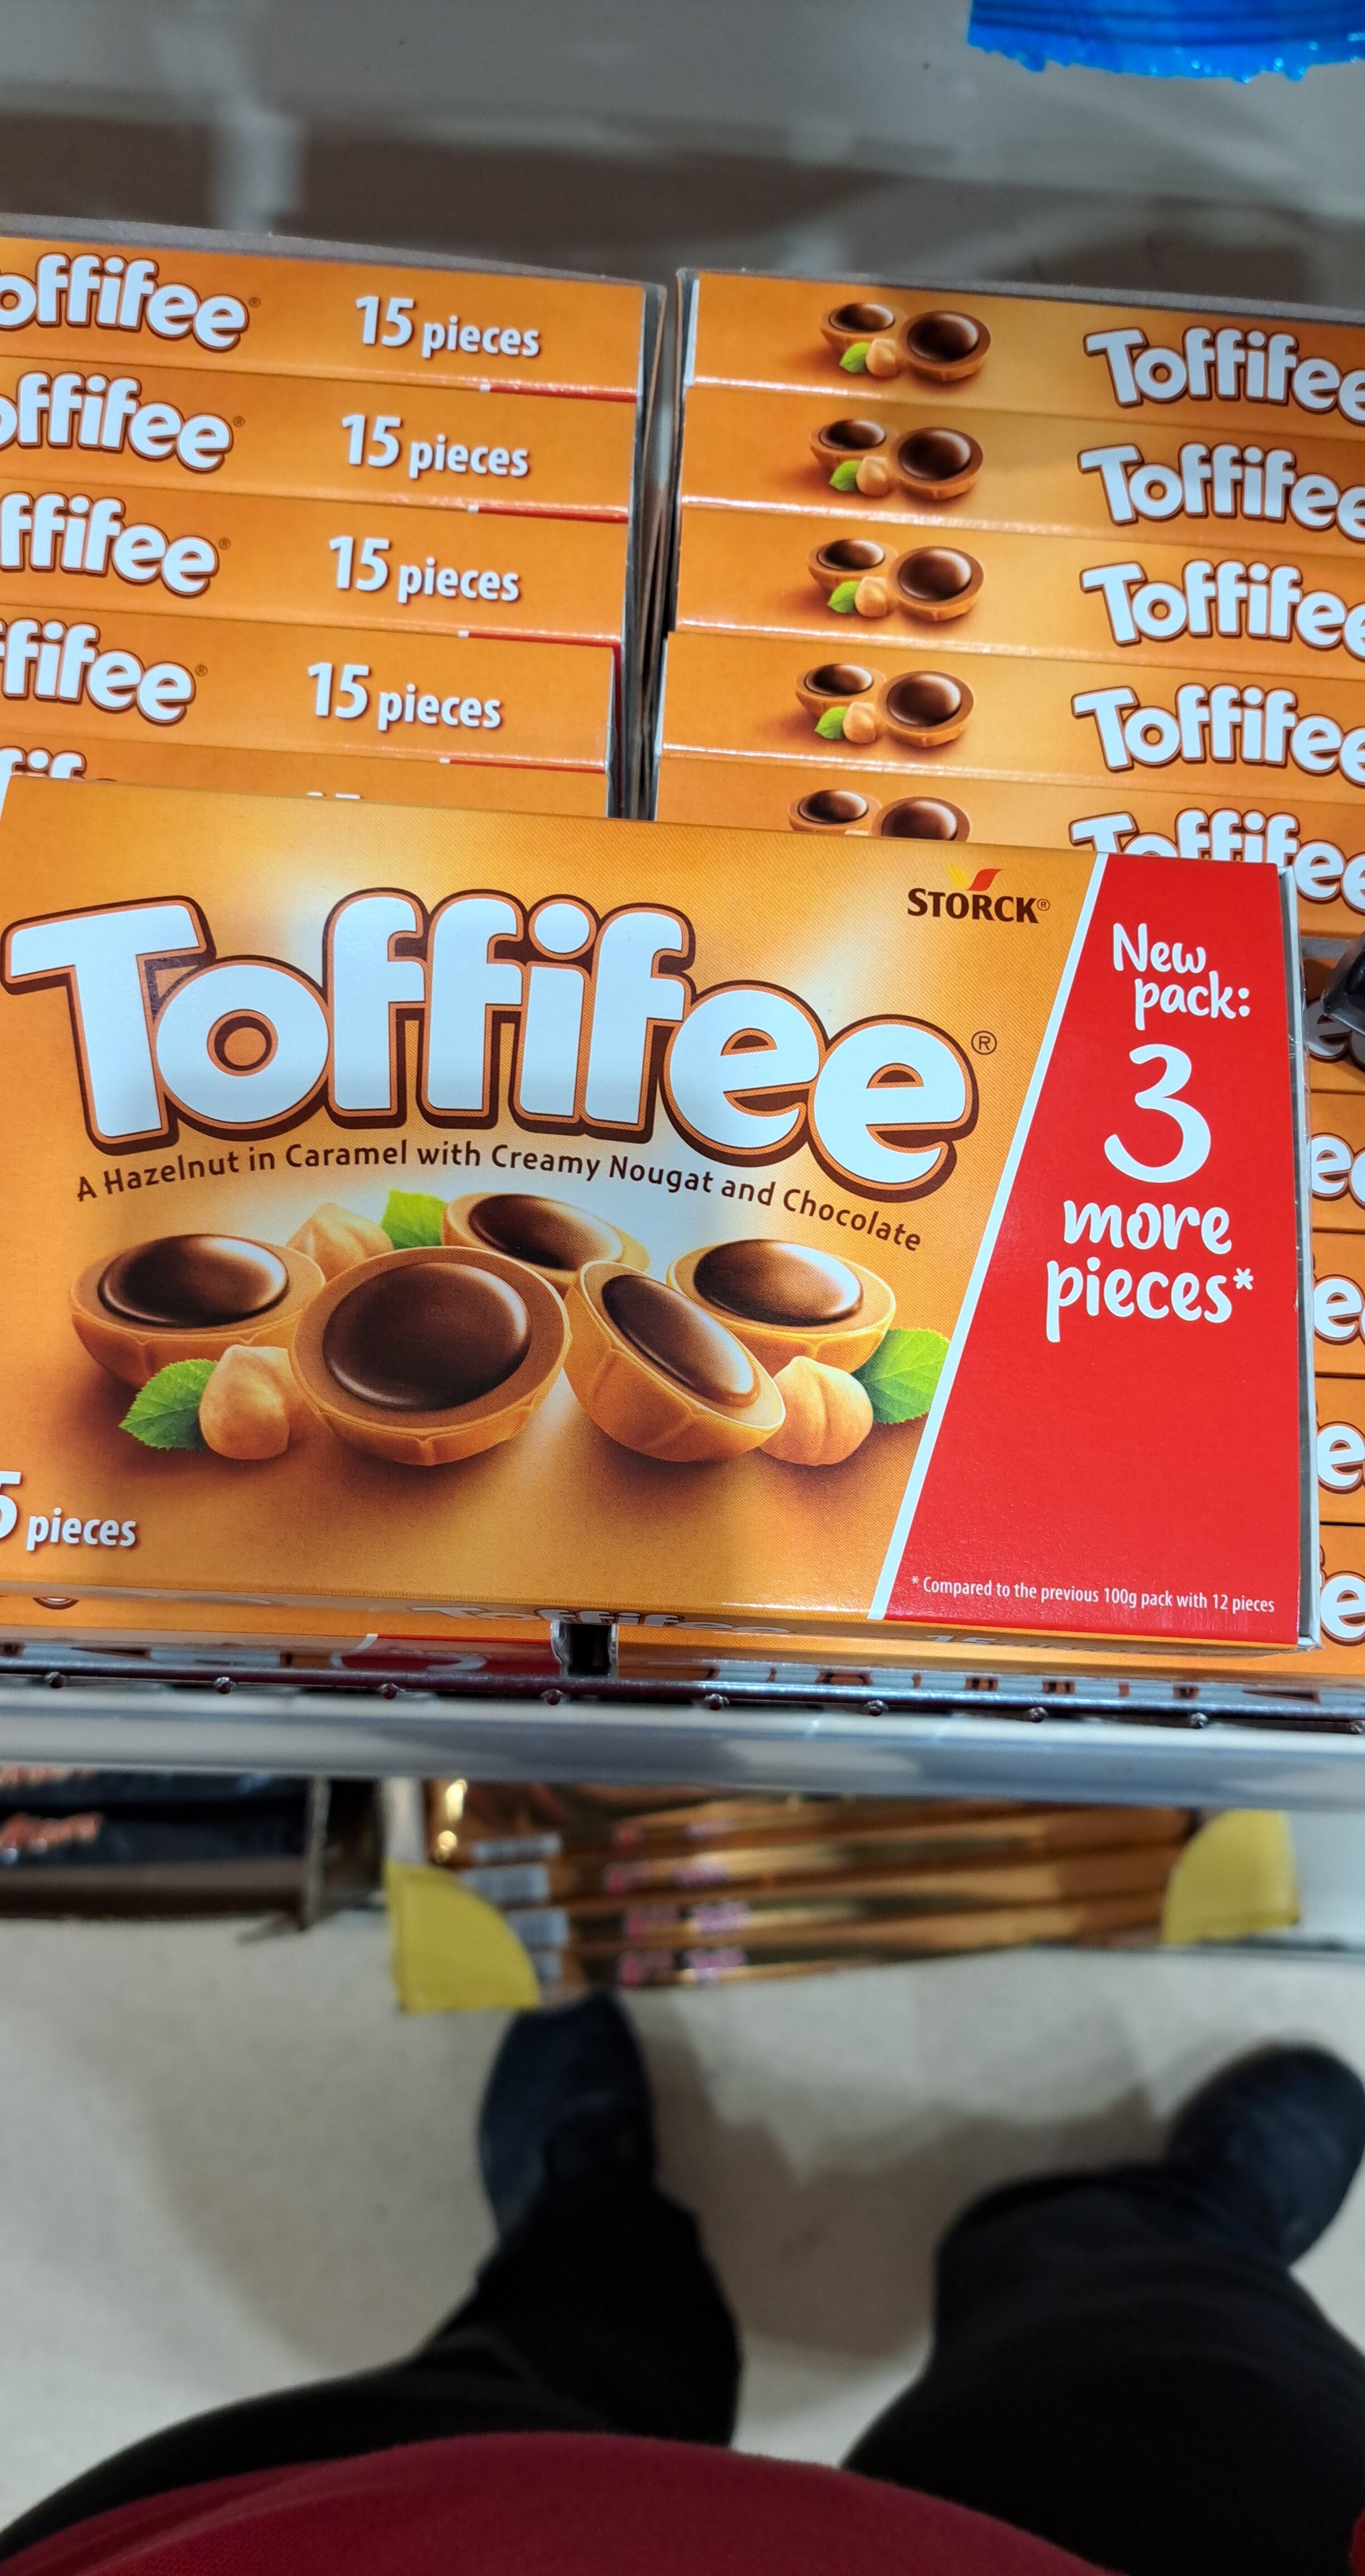 offifee® 15 pieces
Toffifee
offifee® 15 pieces
Toffifee
ffifee® 15 pieces
Toffifee
ffifee® 15 pieces
Toffifee
Toffifee
STORCK®
Toffifee®
A Hazelnut in Caramel with Creamy Nougat and Chocolate
5 pieces
New
pack:
3
more
pieces*
* Compared to the previous 100g pack with 12 pieces